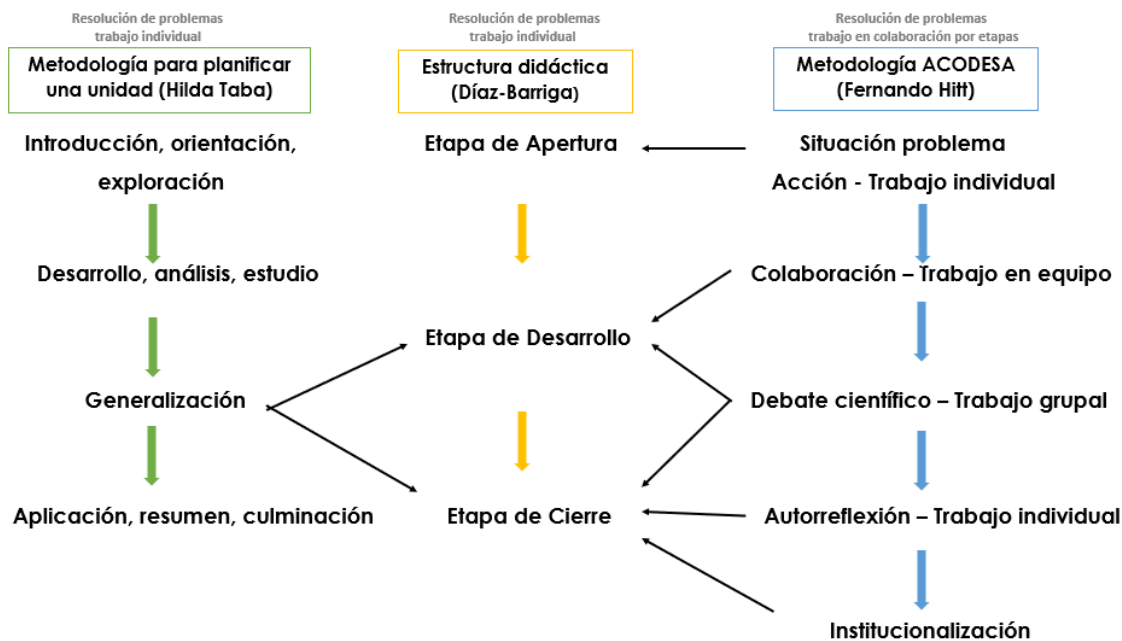 Resolución de problemas
trabajo individual
Metodología para planificar
una unidad (Hilda Taba)
Introducción, orientación,
exploración
Desarrollo, análisis, estudio
Generalización
Aplicación, resumen, culminación
Resolución de problemas
trabajo individual
Estructura didáctica
(Díaz-Barriga)
Etapa de Apertura
Etapa de Desarrollo
Etapa de Cierre
Resolución de problemas
trabajo en colaboración por etapas
Metodología ACODESA
(Fernando Hitt)
Situación problema
Acción - Trabajo individual
Colaboración – Trabajo en equipo
Debate científico – Trabajo grupal
Autorreflexión – Trabajo individual
Institucionalización